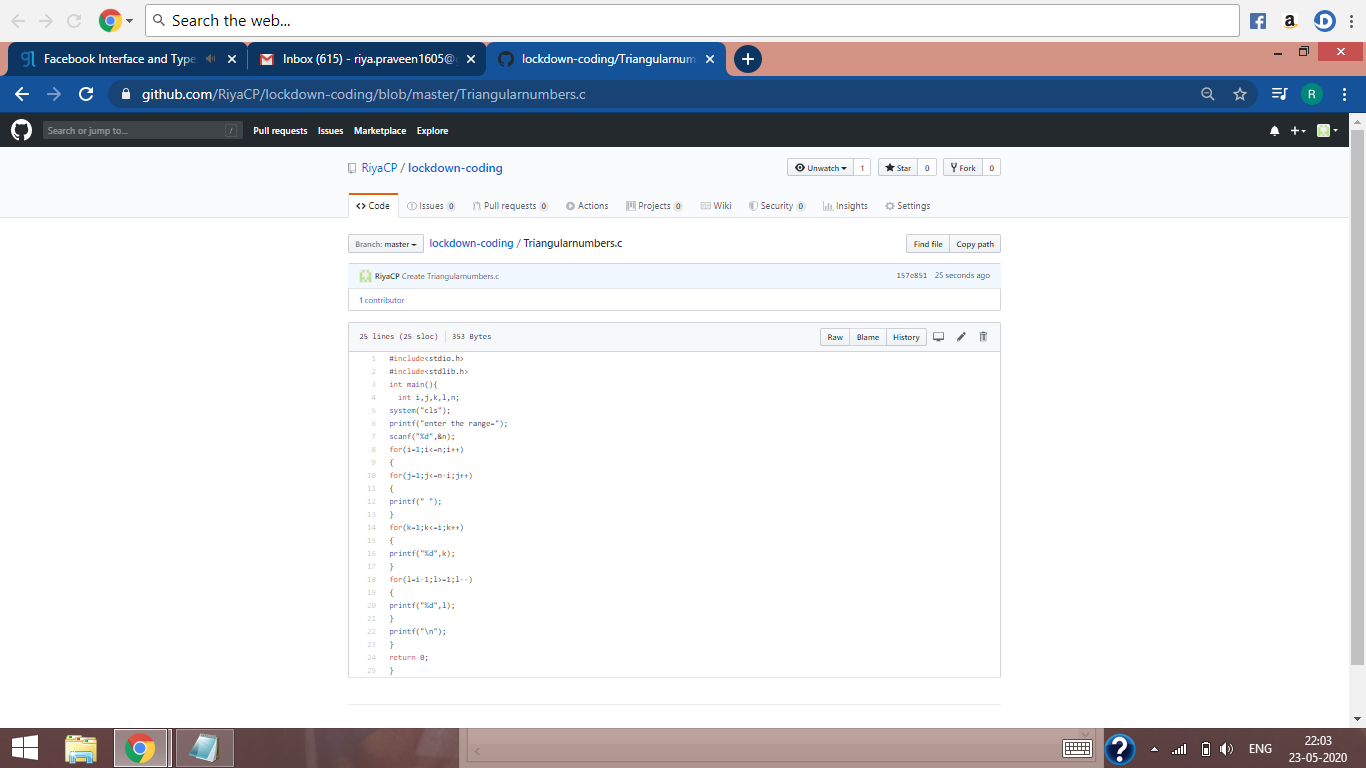 Search the web...
Facebook Interface and Type
Inbox (615) - riya.praveen1605@
lockdown-coding/Triangularnum
github.com/RiyaCP/lockdown-coding/blob/master/Triangularnumbers.c
R
Search or jump to...
/
Pull requests Issues Marketplace Explore
RiyaCP / lockdown-coding
Unwatch 1 Star 0 Fork 0
<> Code Issues 0 Pull requests 0 Actions Projects 0 Wiki Security 0 Insights Settings
Branch: master lockdown-coding / Triangularnumbers.c Find file Copy path
RiyaCP Create Triangularnumbers.c 157e851 25 seconds ago
1 contributor
25 lines (25 sloc) 353 Bytes Raw Blame History
1 #include<stdio.h>
2 #include<stdlib.h>
3 int main(){
4 int i,j,k,l,n;
5 system("cls");
6 printf("enter the range=");
7 scanf("%d",&n);
8 for(i=1;i<=n;i++)
9 {
10 for(j=1;j<=n-i;j++)
11 {
12 printf(" ");
13 }
14 for(k=1;k<=i;k++)
15 {
16 printf("%d",k);
17 }
18 for(l=i-1;l>=1;l--)
19 {
20 printf("%d",l);
21 }
22 printf("\n");
23 }
24 return 0;
25 }
ENG
22:03
23-05-2020